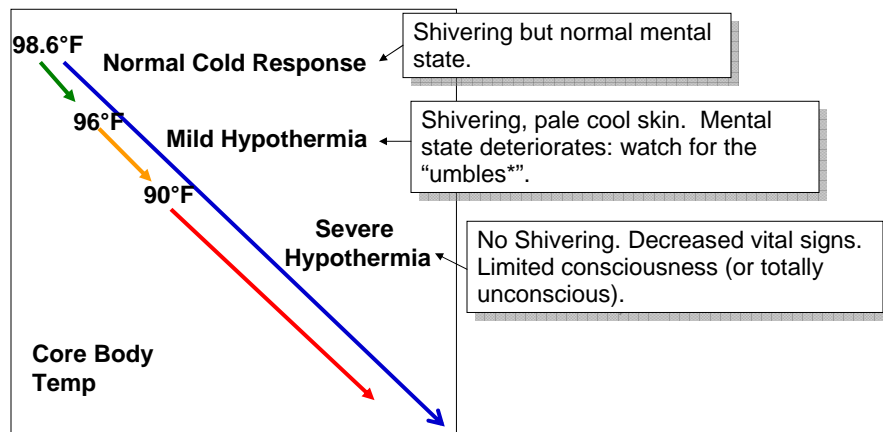 98.6°F
Normal Cold Response
Shivering but normal mental
state.
96°F
Mild Hypothermia
Shivering, pale cool skin.  Mental
state deteriorates: watch for the
“umbles*”.
90°F
Severe
Hypothermia
No Shivering. Decreased vital signs.
Limited consciousness (or totally
unconscious).
Core Body
Temp